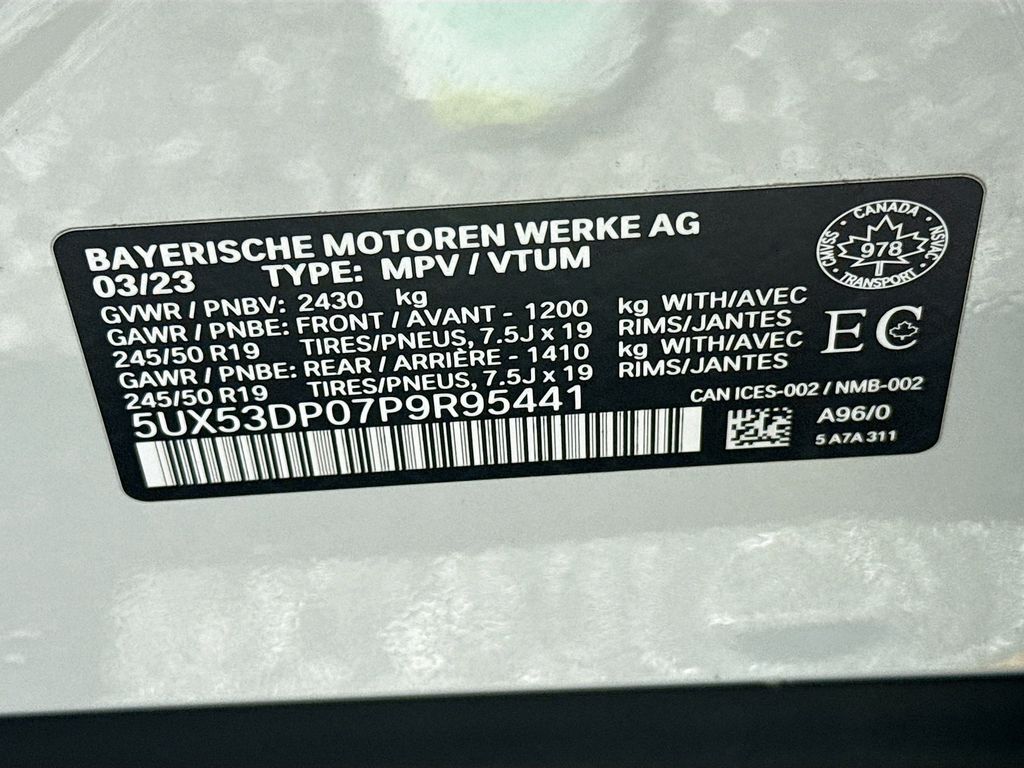 BAYERISCHE MOTOREN WERKE AG
03/23 TYPE: MPV / VTUM
GVWR / PNBV: 2430 kg
GAWR / PNBE: FRONT / AVANT - 1200 kg WITH/AVEC
245/50 R19 TIRES/PNEUS, 7.5J x 19 RIMS/JANTES
GAWR / PNBE: REAR / ARRIÈRE - 1410 kg WITH/AVEC
245/50 R19 TIRES/PNEUS, 7.5J x 19 RIMS/JANTES
5UX53DP07P9R95441
CANADA
CMVSS
978
NSVAC
TRANSPORT
EC
CAN ICES-002 / NMB-002
A96/0
5 A7A 311